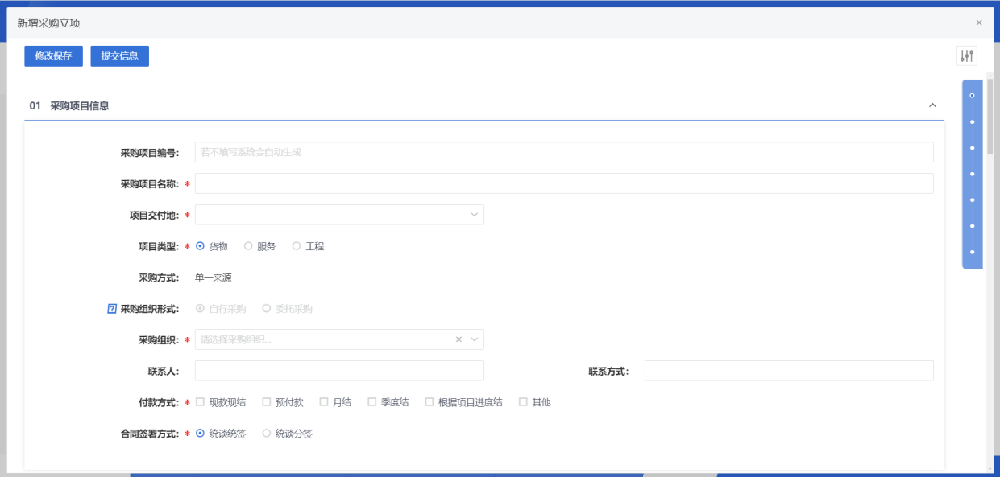 新增采购立项
修改保存 提交信息
01 采购项目信息
采购项目编号: 若不填写系统会自动生成
采购项目名称: *
项目交付地: *
项目类型: * 货物 服务 工程
采购方式: 单一来源
采购组织形式: 自行采购 委托采购
采购组织: * 请选择采购组织...
联系人: 联系方式:
付款方式: * 现款现结 预付款 月结 季度结 根据项目进度结 其他
合同签署方式: * 统谈统签 统谈分签